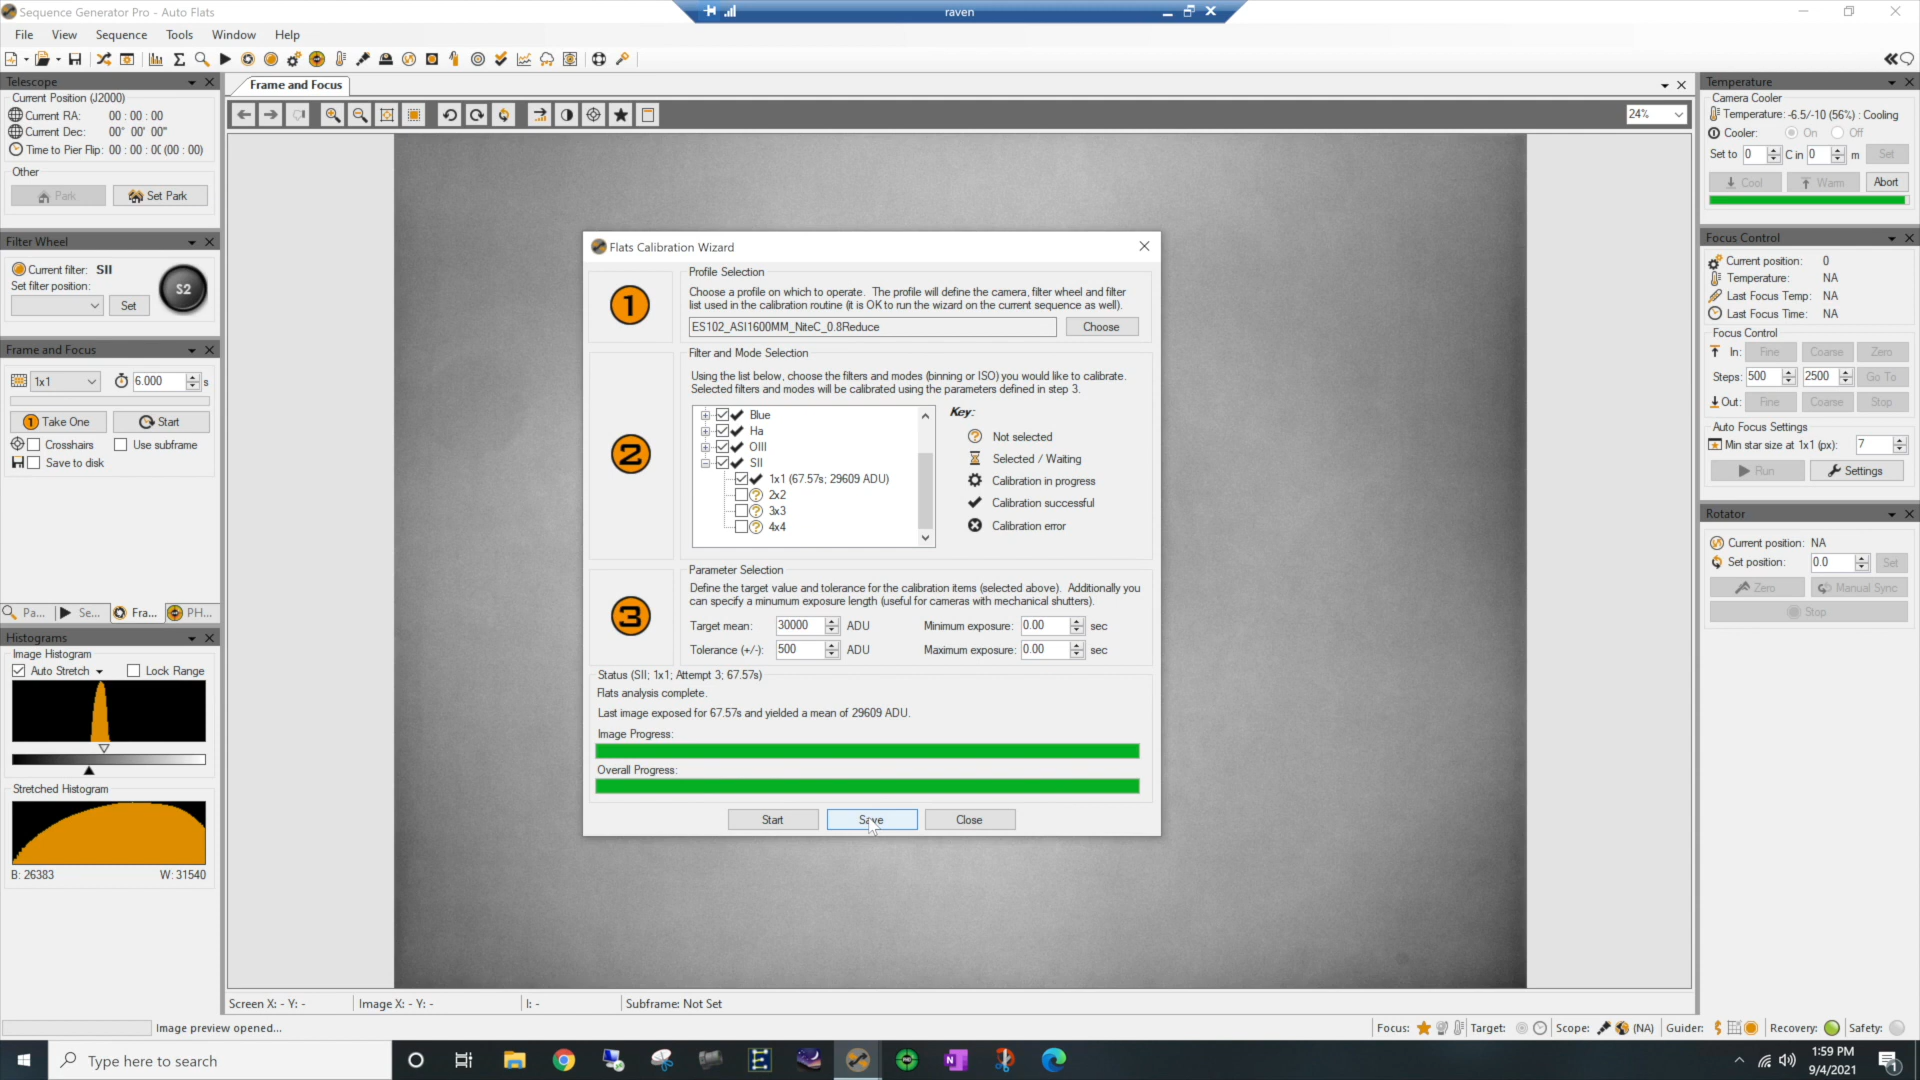 Sequence Generator Pro - Auto Flats
raven
File View Sequence Tools Window Help
Telescope
Current Position (J2000)
Current RA: 00 : 00 : 00
Current Dec: 00° 00' 00"
Time to Pier Flip: 00 : 00 : 0( (00 : 00)
Other
Park
Set Park
Filter Wheel
Current filter: SII
Set filter position:
Set
S2
Frame and Focus
1x1
6.000 s
Take One
Start
Crosshairs
Use subframe
Save to disk
Pa...
Se...
Fra...
PH...
Histograms
Image Histogram
Auto Stretch
Lock Range
Stretched Histogram
B: 26383 W: 31540
Frame and Focus
24%
Flats Calibration Wizard
1
Profile Selection
Choose a profile on which to operate. The profile will define the camera, filter wheel and filter
list used in the calibration routine (it is OK to run the wizard on the current sequence as well).
ES102_ASI1600MM_NiteC_0.8Reduce
Choose
2
Filter and Mode Selection
Using the list below, choose the filters and modes (binning or ISO) you would like to calibrate.
Selected filters and modes will be calibrated using the parameters defined in step 3.
Blue
Ha
OIII
SII
1x1 (67.57s; 29609 ADU)
2x2
3x3
4x4
Key:
Not selected
Selected / Waiting
Calibration in progress
Calibration successful
Calibration error
3
Parameter Selection
Define the target value and tolerance for the calibration items (selected above). Additionally you
can specify a minumum exposure length (useful for cameras with mechanical shutters).
Target mean: 30000 ADU Minimum exposure: 0.00 sec
Tolerance (+/-): 500 ADU Maximum exposure: 0.00 sec
Status (SII; 1x1; Attempt 3; 67.57s)
Flats analysis complete.
Last image exposed for 67.57s and yielded a mean of 29609 ADU.
Image Progress:
Overall Progress:
Start
Save
Close
Screen X: - Y: - Image X: - Y: - I: - Subframe: Not Set
Temperature
Camera Cooler
Temperature: -6.5/-10 (56%) : Cooling
Cooler: On Off
Set to 0 C in 0 m Set
Cool
Warm
Abort
Focus Control
Current position: 0
Temperature: NA
Last Focus Temp: NA
Last Focus Time: NA
Focus Control
In: Fine Coarse Zero
Steps: 500 2500 Go To
Out: Fine Coarse Stop
Auto Focus Settings
Min star size at 1x1 (px): 7
Run
Settings
Rotator
Current position: NA
Set position: 0.0 Set
Zero
Manual Sync
Stop
Image preview opened...
Focus: Target: Scope: (NA) Guider: Recovery: Safety:
Type here to search
1:59 PM
9/4/2021
1